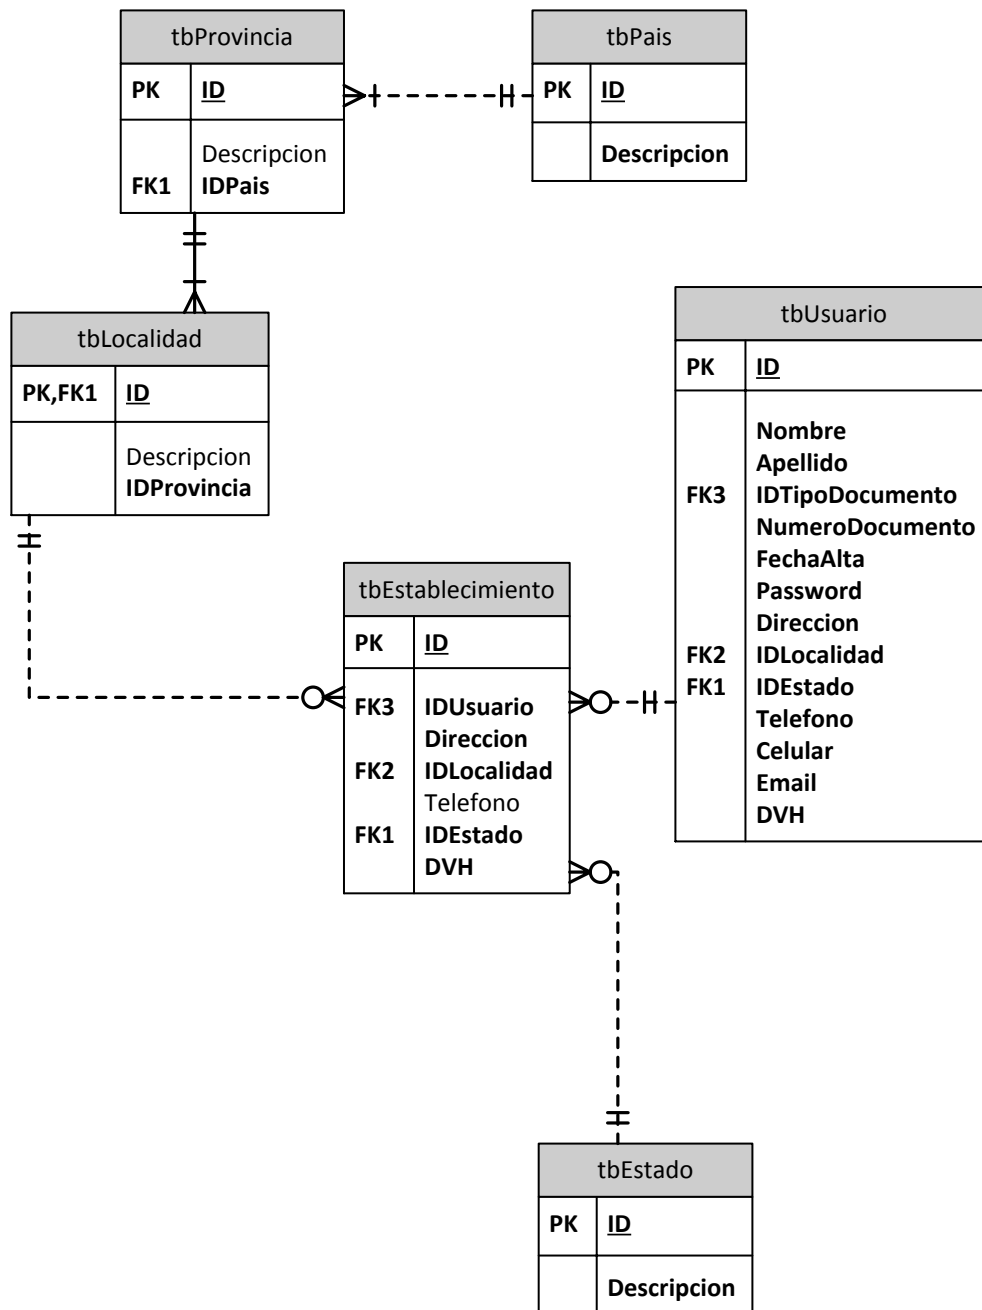 tbProvincia
PK ID
Descripcion
FK1 IDPais
tbPais
PK ID
Descripcion
tbLocalidad
PK,FK1 ID
Descripcion
IDProvincia
tbUsuario
PK ID
Nombre
Apellido
FK3 IDTipoDocumento
NumeroDocumento
FechaAlta
Password
Direccion
FK2 IDLocalidad
FK1 IDEstado
Telefono
Celular
Email
DVH
tbEstablecimiento
PK ID
FK3 IDUsuario
Direccion
FK2 IDLocalidad
Telefono
FK1 IDEstado
DVH
tbEstado
PK ID
Descripcion